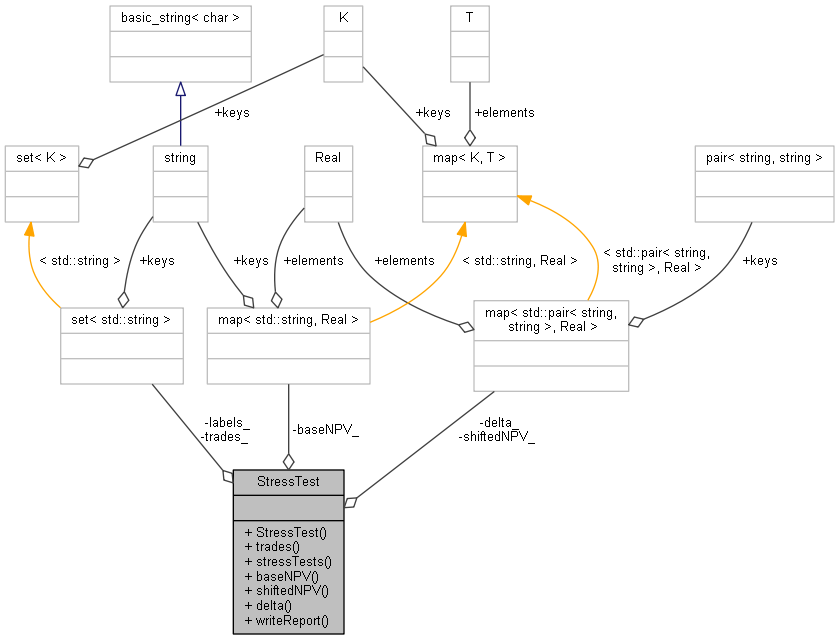 basic_string< char >
K
T
+keys
+keys
+elements
set< K >
string
Real
map< K, T >
pair< string, string >
< std::string >
+keys
+keys
+elements
+elements
< std::string, Real >
< std::pair< string,
string >, Real >
+keys
set< std::string >
map< std::string, Real >
map< std::pair< string,
string >, Real >
-labels_
-trades_
-baseNPV_
-delta_
-shiftedNPV_
StressTest
+ StressTest()
+ trades()
+ stressTests()
+ baseNPV()
+ shiftedNPV()
+ delta()
+ writeReport()